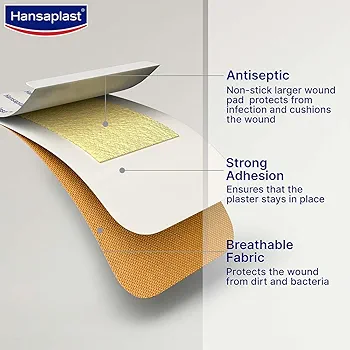 Hansaplast
Antiseptic
Non-stick larger wound
pad protects from
infection and cushions
the wound
Strong
Adhesion
Ensures that the
plaster stays in place
Breathable
Fabric
Protects the wound
from dirt and bacteria